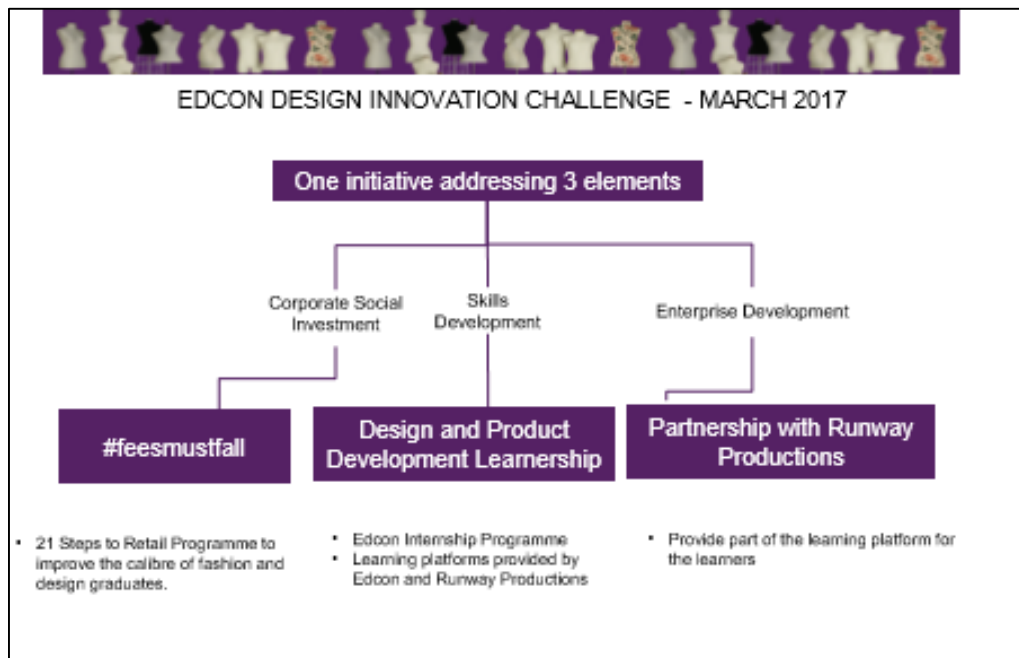 EDCON DESIGN INNOVATION CHALLENGE - MARCH 2017
One initiative addressing 3 elements
Corporate Social
Investment
Skills
Development
Enterprise Development
#feesmustfall
Design and Product
Development Learnership
Partnership with Runway
Productions
• 21 Steps to Retail Programme to
improve the calibre of fashion and
design graduates.
• Edcon Internship Programme
• Learning platforms provided by
Edcon and Runway Productions
• Provide part of the learning platform for
the learners